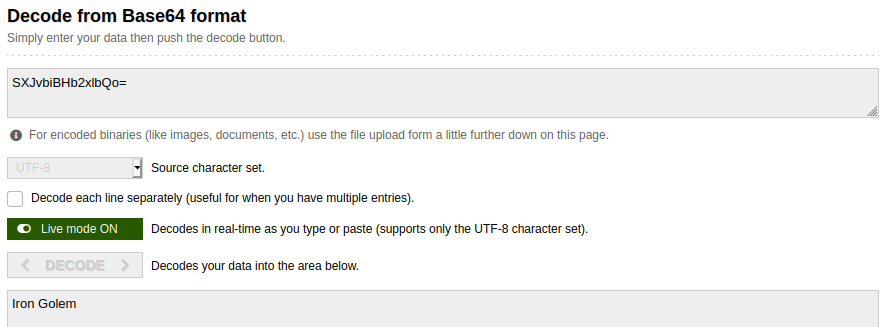 Decode from Base64 format
Simply enter your data then push the decode button.
SXJvbiBHb2xlbQo=
For encoded binaries (like images, documents, etc.) use the file upload form a little further down on this page.
UTF-8 Source character set.
Decode each line separately (useful for when you have multiple entries).
Live mode ON Decodes in real-time as you type or paste (supports only the UTF-8 character set).
< DECODE > Decodes your data into the area below.
Iron Golem